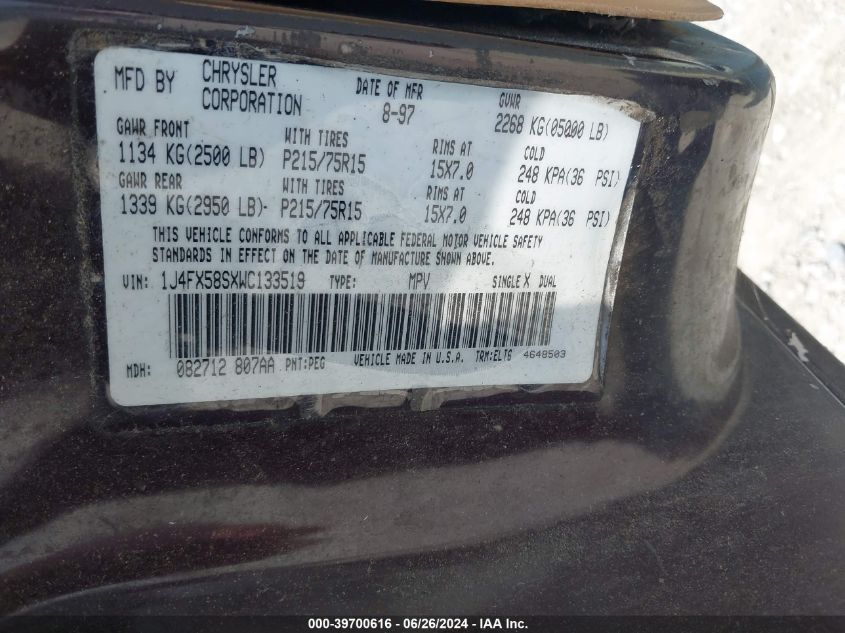 MFD BY CHRYSLER CORPORATION DATE OF MFR 8-97 GVWR 2268 KG(05000 LB)
GAWR FRONT WITH TIRES RIMS AT COLD
1134 KG(2500 LB) P215/75R15 15X7.0 248 KPA(36 PSI)
GAWR REAR WITH TIRES RIMS AT COLD
1339 KG(2950 LB)- P215/75R15 15X7.0 248 KPA(36 PSI)
THIS VEHICLE CONFORMS TO ALL APPLICABLE FEDERAL MOTOR VEHICLE SAFETY
STANDARDS IN EFFECT ON THE DATE OF MANUFACTURE SHOWN ABOVE.
VIN: 1J4FX58SXWC133519 TYPE: MPV SINGLE X DUAL
MDH: 082712 807AA PNT:PEG VEHICLE MADE IN U.S.A. TRM:ELT6 4648503
000-39700616 - 06/26/2024 - IAA Inc.